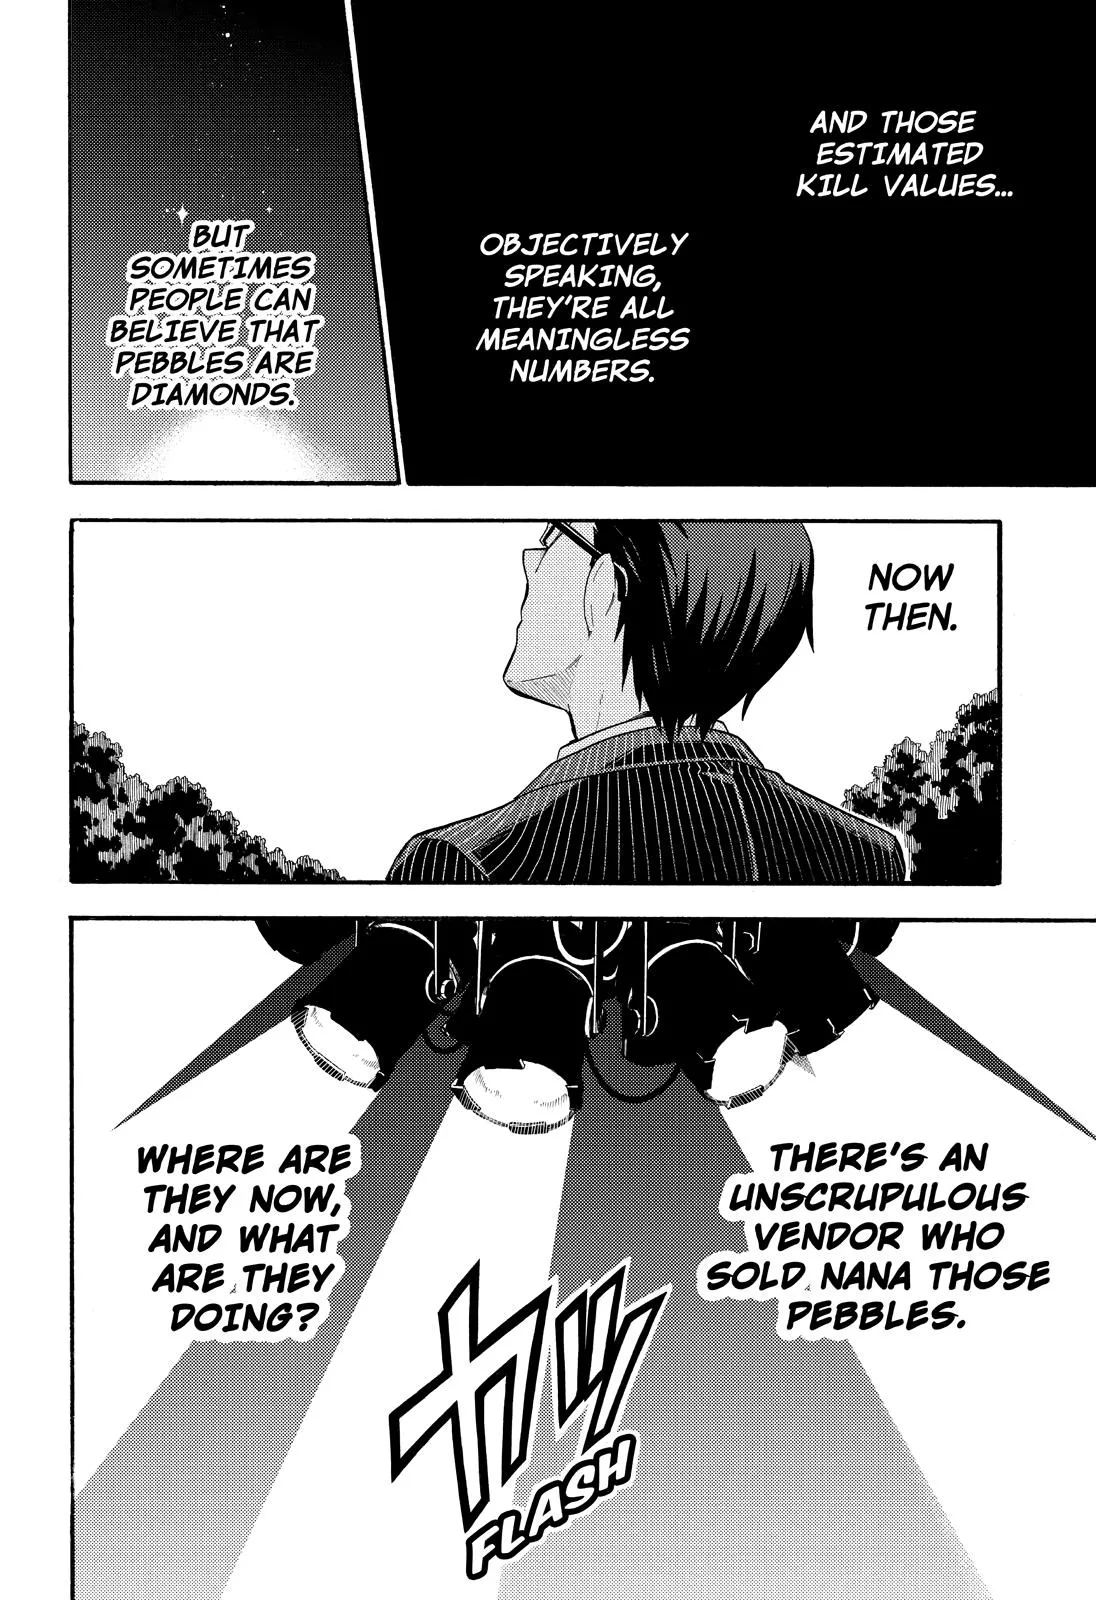 AND THOSE
ESTIMATED
KILL VALUES...
OBJECTIVELY
SPEAKING,
THEY'RE ALL
MEANINGLESS
NUMBERS.
BUT
SOMETIMES
PEOPLE CAN
BELIEVE THAT
PEBBLES ARE
DIAMONDS.
NOW
THEN.
THERE'S AN
UNSCRUPULOUS
VENDOR WHO
SOLD NANA THOSE
PEBBLES.
WHERE ARE
THEY NOW,
AND WHAT
ARE THEY
DOING?
カッ
FLASH